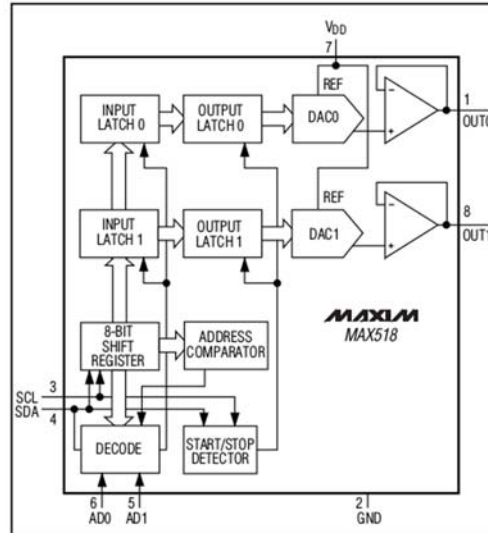 VDD
7
REF
INPUT
LATCH 0
OUTPUT
LATCH 0
DAC0
1
OUT0
REF
INPUT
LATCH 1
OUTPUT
LATCH 1
DAC1
8
OUT1
MAXIM
MAX518
8-BIT
SHIFT
REGISTER
ADDRESS
COMPARATOR
3
SCL
SDA
4
DECODE
START/STOP
DETECTOR
6
AD0
5
AD1
2
GND